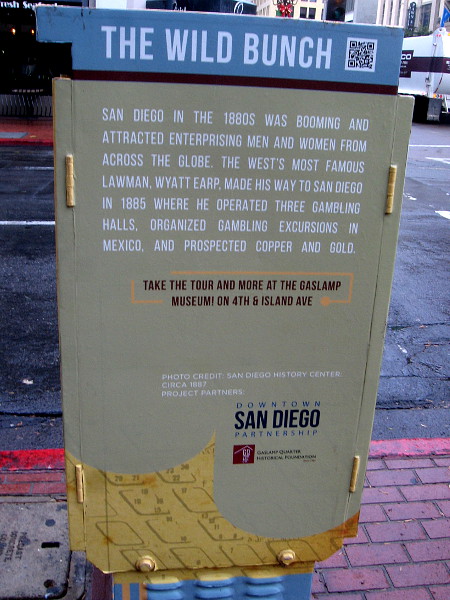 THE WILD BUNCH
SAN DIEGO IN THE 1880S WAS BOOMING AND
ATTRACTED ENTERPRISING MEN AND WOMEN FROM
ACROSS THE GLOBE. THE WEST'S MOST FAMOUS
LAWMAN, WYATT EARP, MADE HIS WAY TO SAN DIEGO
IN 1885 WHERE HE OPERATED THREE GAMBLING
HALLS, ORGANIZED GAMBLING EXCURSIONS IN
MEXICO, AND PROSPECTED COPPER AND GOLD.
TAKE THE TOUR AND MORE AT THE GASLAMP
MUSEUM! ON 4TH & ISLAND AVE
PHOTO CREDIT: SAN DIEGO HISTORY CENTER;
CIRCA 1887
PROJECT PARTNERS:
DOWNTOWN
SAN DIEGO
PARTNERSHIP
GASLAMP QUARTER
HISTORICAL FOUNDATION